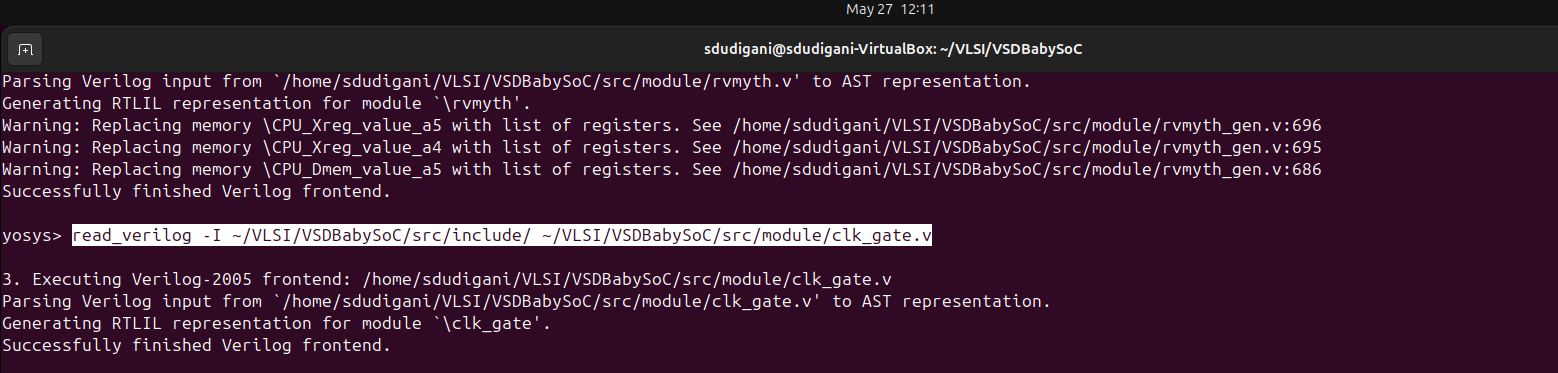 May 27 12:11
sdudigani@sdudigani-VirtualBox: ~/VLSI/VSDBabySoC
Parsing Verilog input from `/home/sdudigani/VLSI/VSDBabySoC/src/module/rvmyth.v' to AST representation.
Generating RTLIL representation for module `\rvmyth'.
Warning: Replacing memory \CPU_Xreg_value_a5 with list of registers. See /home/sdudigani/VLSI/VSDBabySoC/src/module/rvmyth_gen.v:696
Warning: Replacing memory \CPU_Xreg_value_a4 with list of registers. See /home/sdudigani/VLSI/VSDBabySoC/src/module/rvmyth_gen.v:695
Warning: Replacing memory \CPU_Dmem_value_a5 with list of registers. See /home/sdudigani/VLSI/VSDBabySoC/src/module/rvmyth_gen.v:686
Successfully finished Verilog frontend.
yosys> read_verilog -I ~/VLSI/VSDBabySoC/src/include/ ~/VLSI/VSDBabySoC/src/module/clk_gate.v
3. Executing Verilog-2005 frontend: /home/sdudigani/VLSI/VSDBabySoC/src/module/clk_gate.v
Parsing Verilog input from `/home/sdudigani/VLSI/VSDBabySoC/src/module/clk_gate.v' to AST representation.
Generating RTLIL representation for module `\clk_gate'.
Successfully finished Verilog frontend.